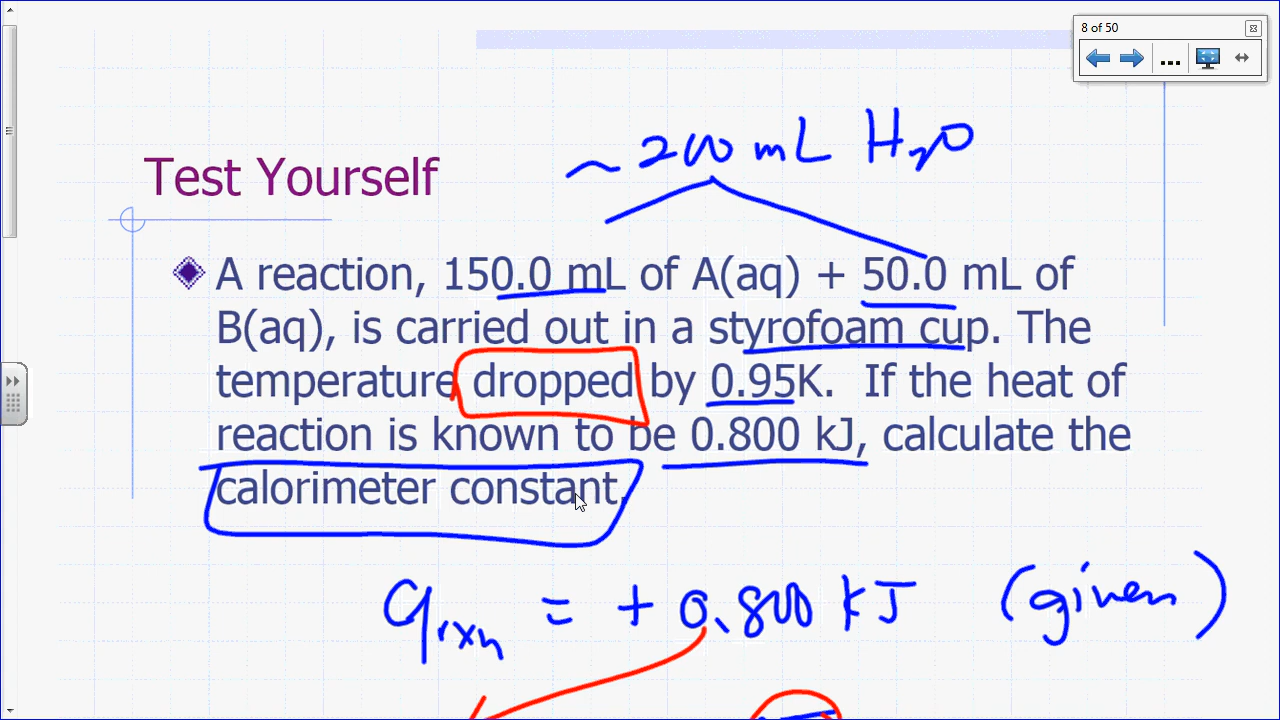 8 of 50
~ 200 mL H₂O
Test Yourself
A reaction, 150.0 mL of A(aq) + 50.0 mL of
B(aq), is carried out in a styrofoam cup. The
temperature dropped by 0.95K. If the heat of
reaction is known to be 0.800 kJ, calculate the
calorimeter constant.
qrxn = + 0.800 kJ (given)